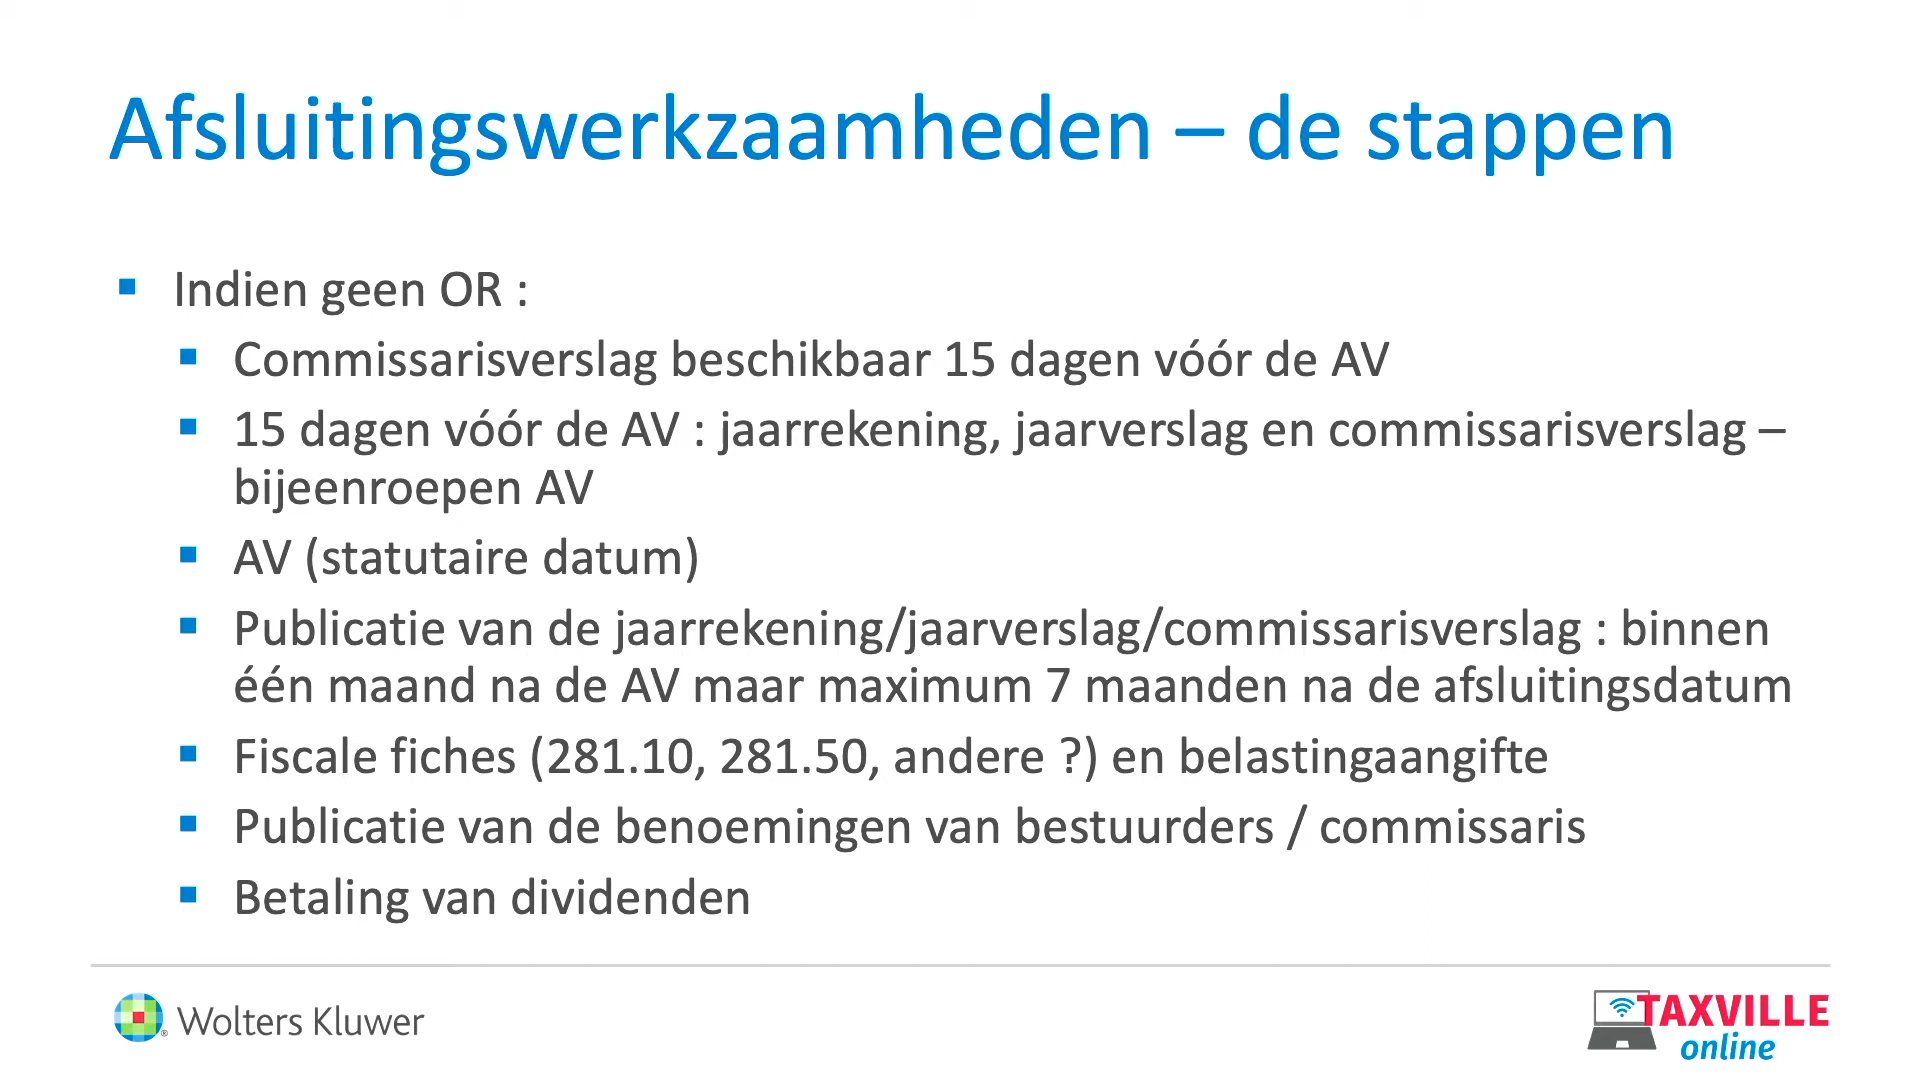 Afsluitingswerkzaamheden – de stappen
Indien geen OR :
Commissarisverslag beschikbaar 15 dagen vóór de AV
15 dagen vóór de AV : jaarrekening, jaarverslag en commissarisverslag –
bijeenroepen AV
AV (statutaire datum)
Publicatie van de jaarrekening/jaarverslag/commissarisverslag : binnen
één maand na de AV maar maximum 7 maanden na de afsluitingsdatum
Fiscale fiches (281.10, 281.50, andere ?) en belastingaangifte
Publicatie van de benoemingen van bestuurders / commissaris
Betaling van dividenden
® Wolters Kluwer
TAXVILLE
online